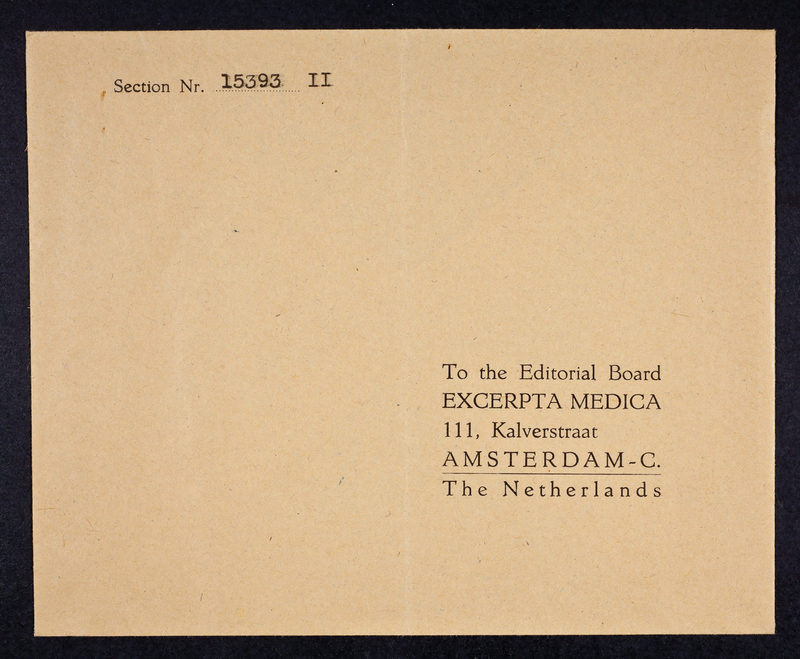 Section Nr. 15393 II
To the Editorial Board
EXCERPTA MEDICA
111, Kalverstraat
AMSTERDAM-C.
The Netherlands